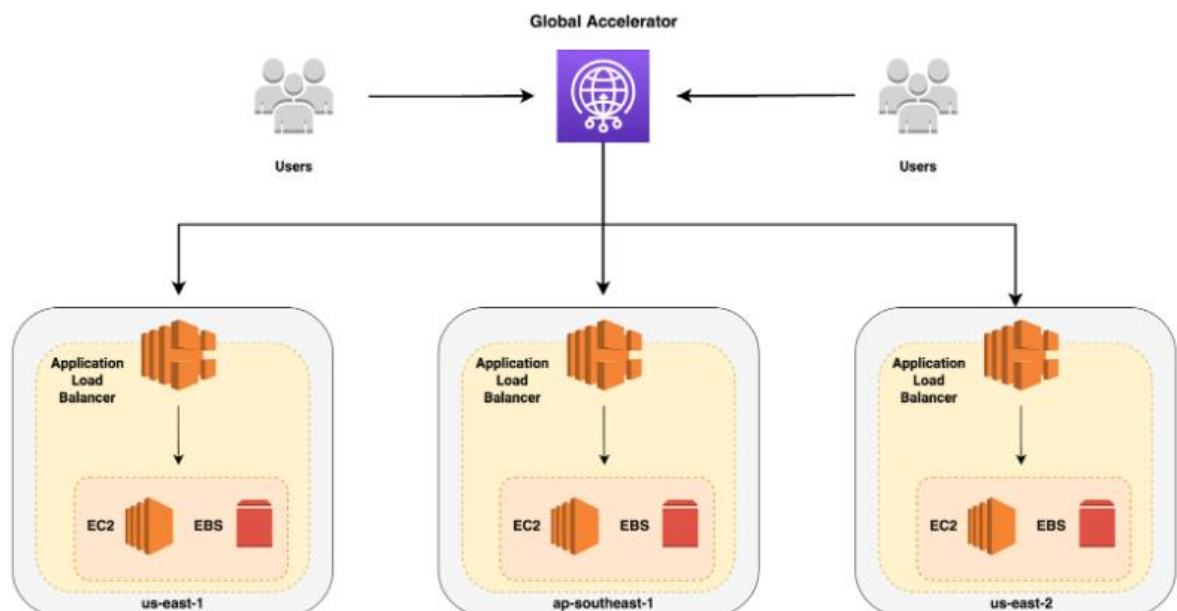 Global Accelerator
Users
Users
Application
Load
Balancer
EC2
EBS
us-east-1
Application
Load
Balancer
EC2
EBS
ap-southeast-1
Application
Load
Balancer
EC2
EBS
us-east-2